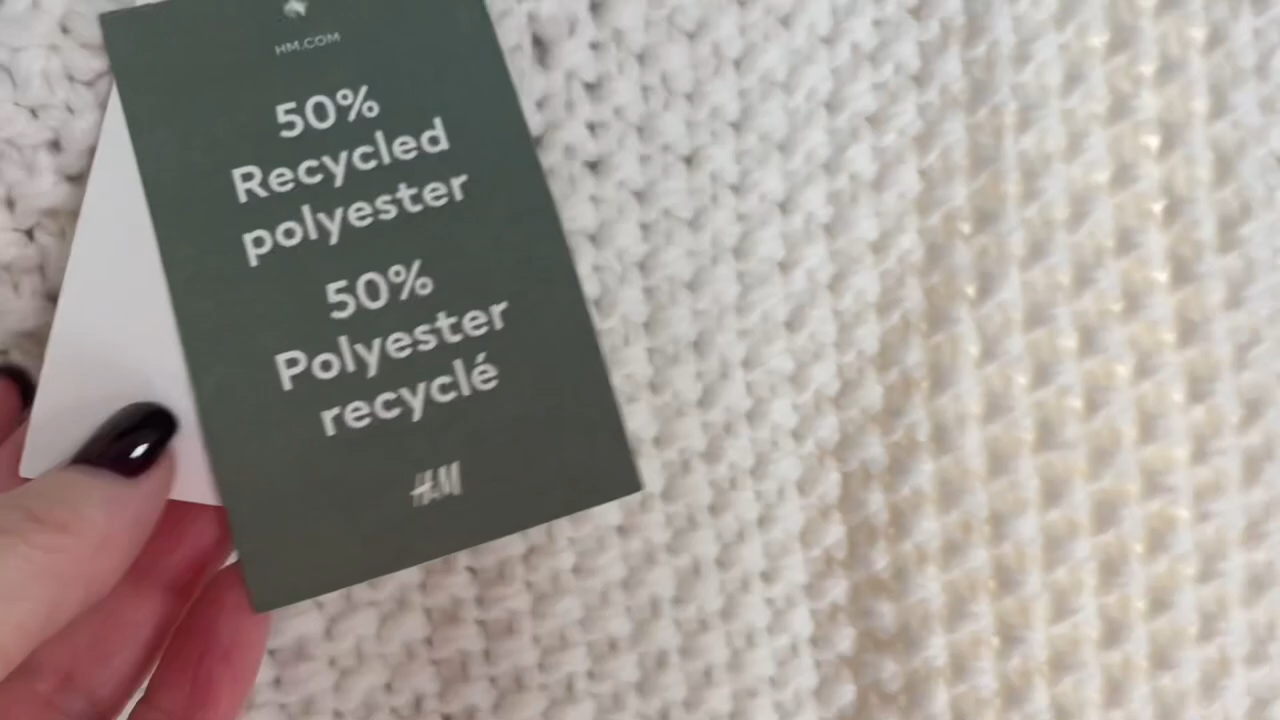 HM.COM
50%
Recycled
polyester
50%
Polyester
recyclé
H&M